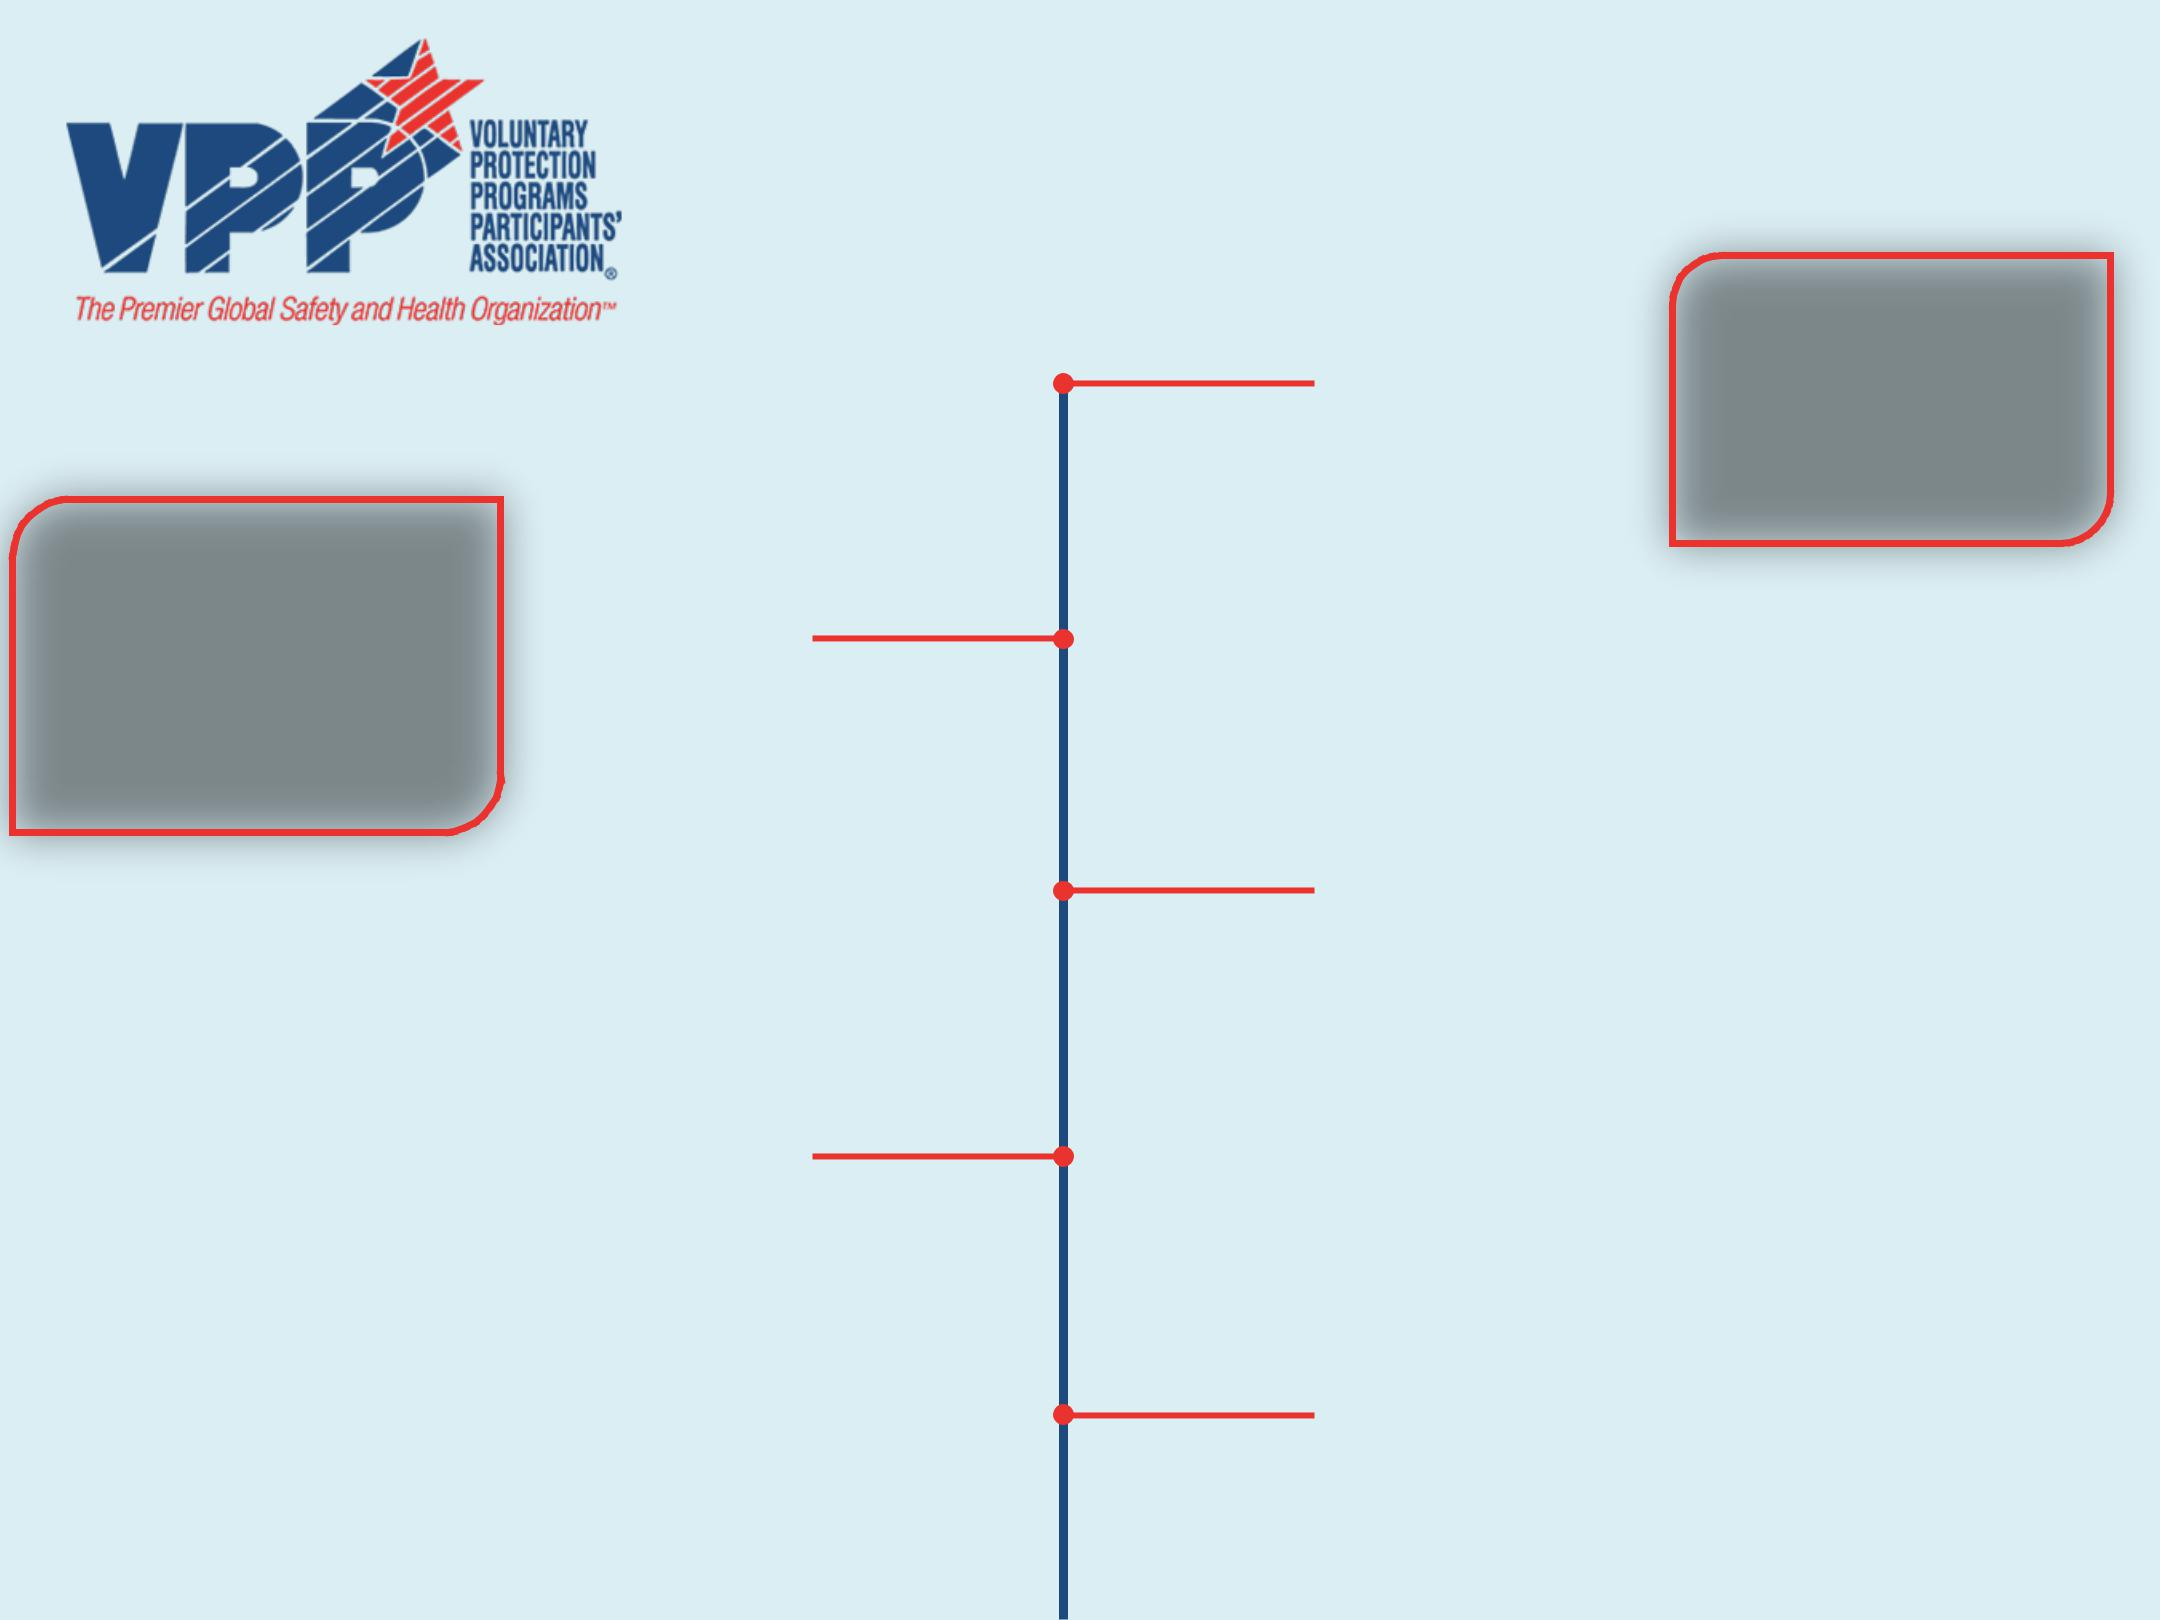 VPP
VOLUNTARY
PROTECTION
PROGRAMS
PARTICIPANTS'
ASSOCIATION®
The Premier Global Safety and Health Organization™